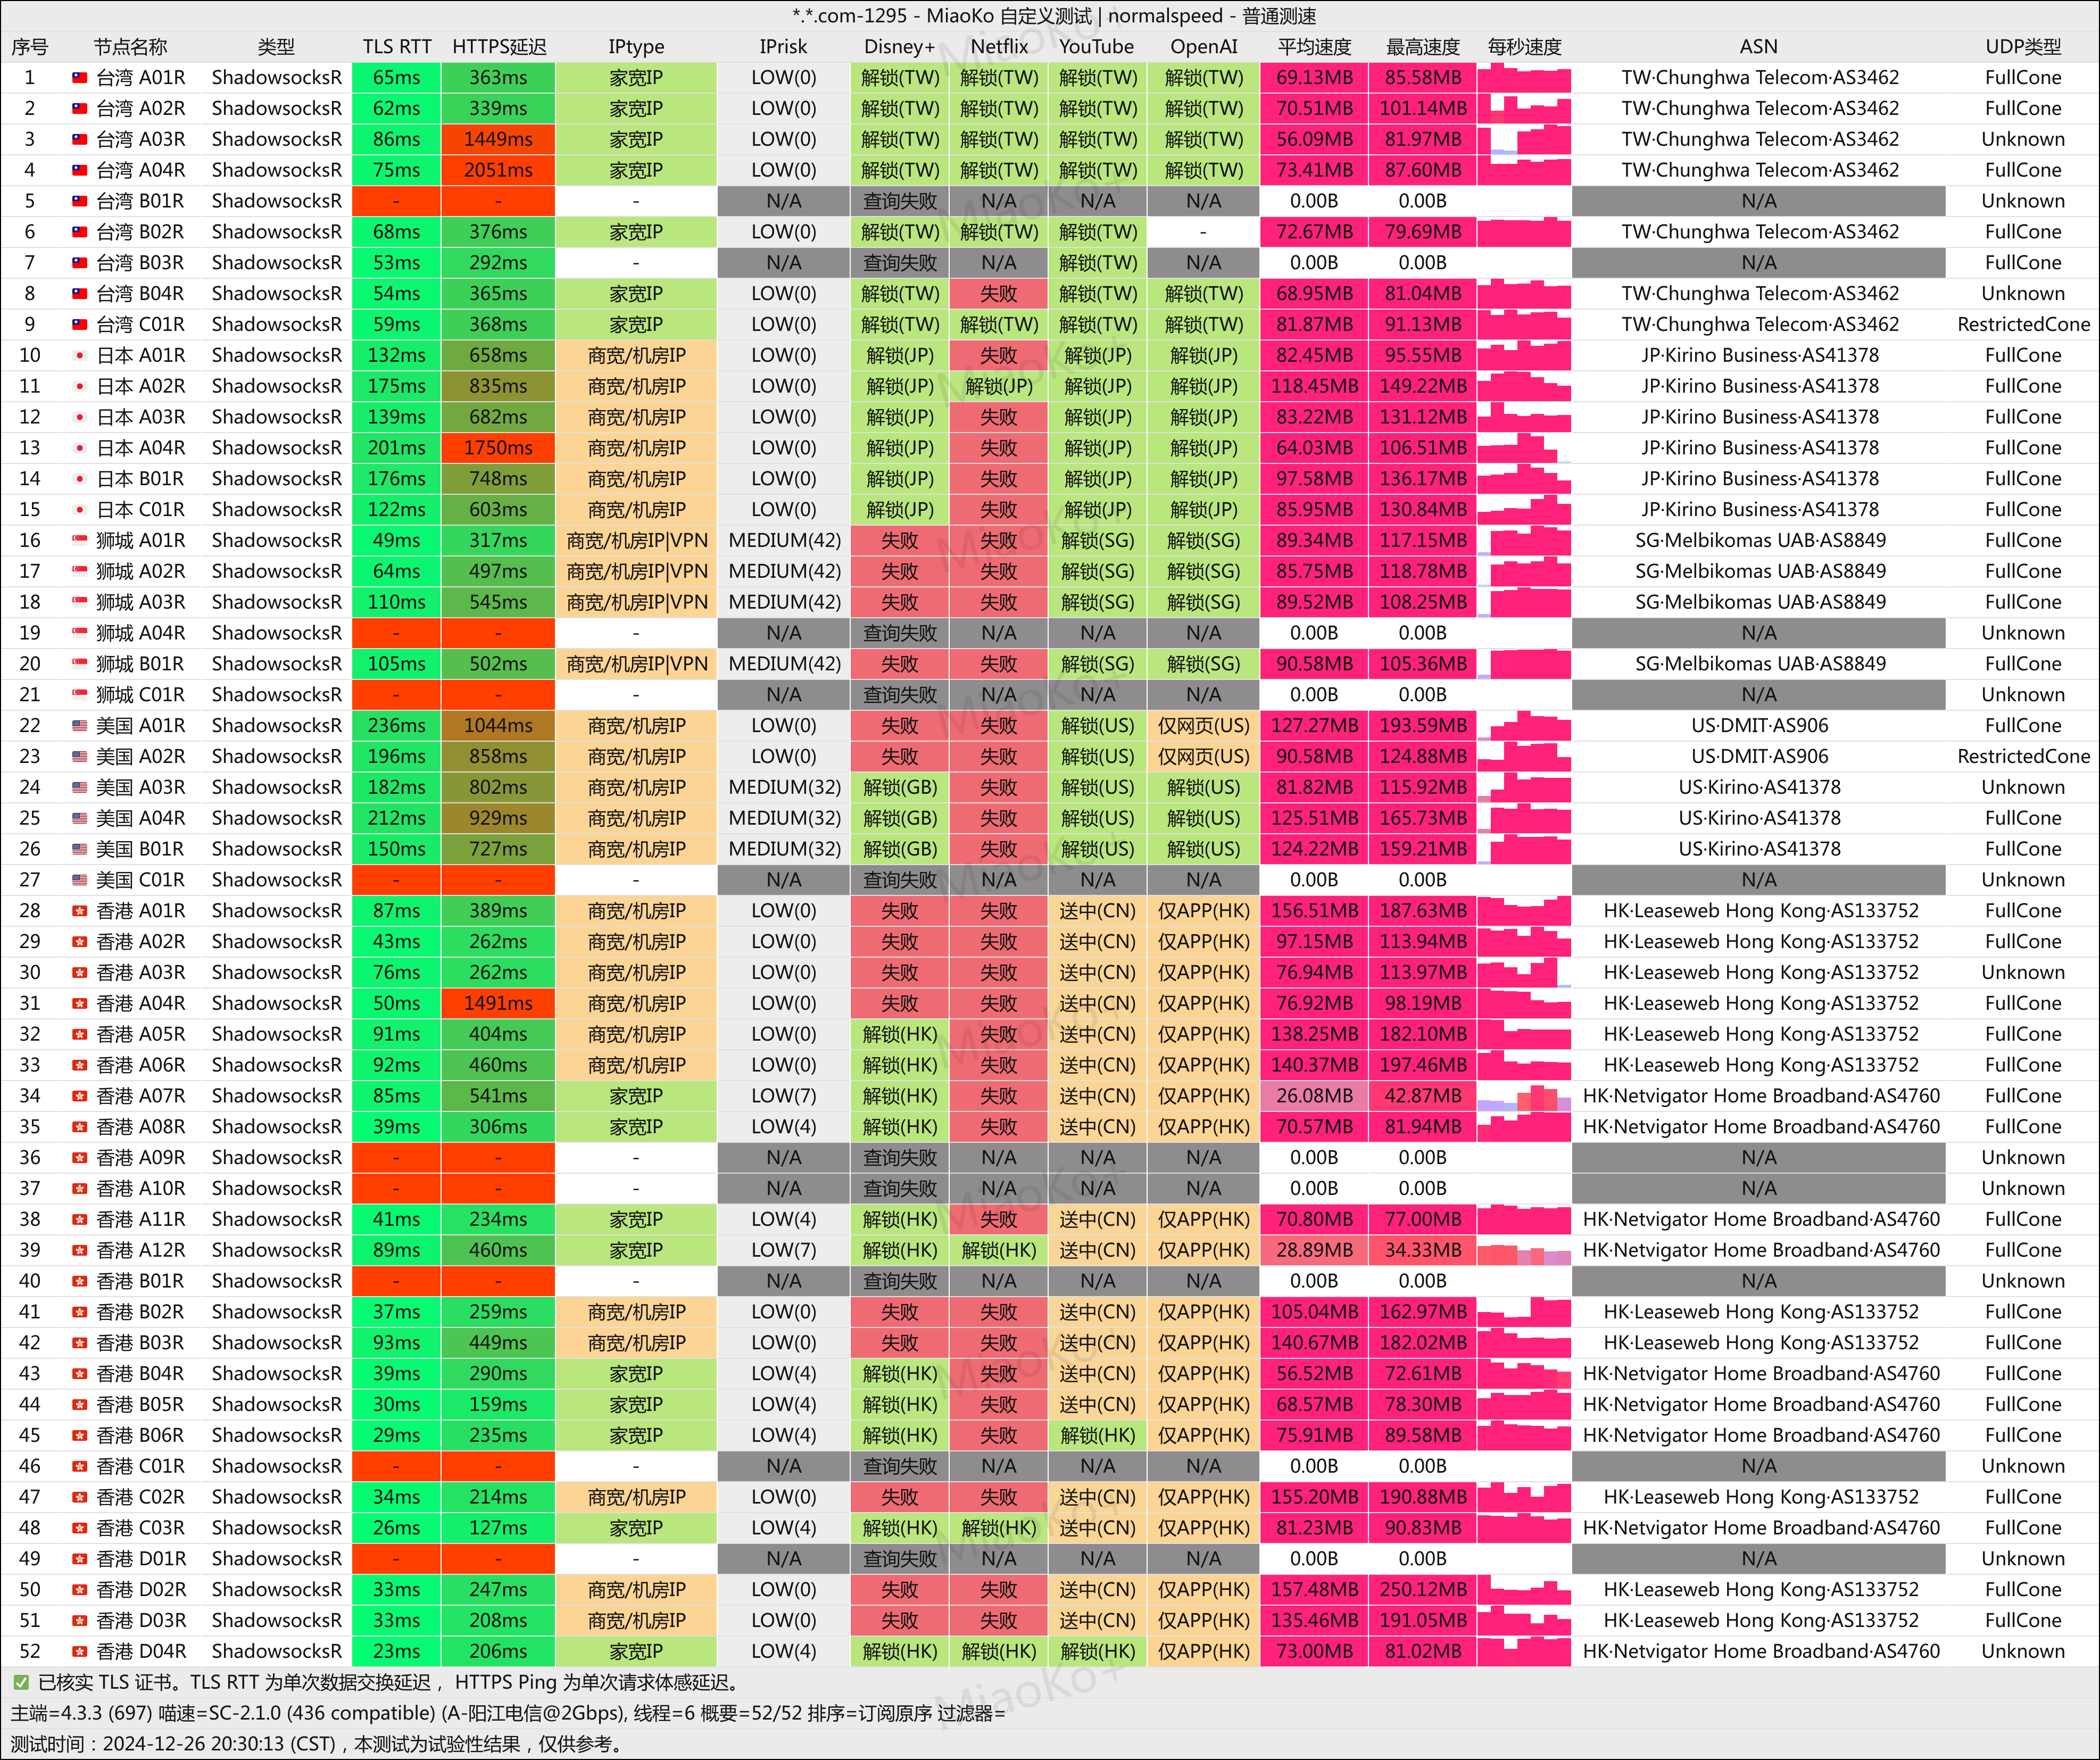 *.*.com-1295 - MiaoKo 自定义测试 | normalspeed - 普通测速
序号 节点名称 类型 TLS RTT HTTPS延迟 IPtype IPrisk Disney+ Netflix YouTube OpenAI 平均速度 最高速度 每秒速度 ASN UDP类型
1 台湾 A01R ShadowsocksR 65ms 363ms 家宽IP LOW(0) 解锁(TW) 解锁(TW) 解锁(TW) 解锁(TW) 69.13MB 85.58MB TW·Chunghwa Telecom·AS3462 FullCone
2 台湾 A02R ShadowsocksR 62ms 339ms 家宽IP LOW(0) 解锁(TW) 解锁(TW) 解锁(TW) 解锁(TW) 70.51MB 101.14MB TW·Chunghwa Telecom·AS3462 FullCone
3 台湾 A03R ShadowsocksR 86ms 1449ms 家宽IP LOW(0) 解锁(TW) 解锁(TW) 解锁(TW) 解锁(TW) 56.09MB 81.97MB TW·Chunghwa Telecom·AS3462 Unknown
4 台湾 A04R ShadowsocksR 75ms 2051ms 家宽IP LOW(0) 解锁(TW) 解锁(TW) 解锁(TW) 解锁(TW) 73.41MB 87.60MB TW·Chunghwa Telecom·AS3462 FullCone
5 台湾 B01R ShadowsocksR - - - N/A 查询失败 N/A N/A N/A 0.00B 0.00B N/A Unknown
6 台湾 B02R ShadowsocksR 68ms 376ms 家宽IP LOW(0) 解锁(TW) 解锁(TW) 解锁(TW) - 72.67MB 79.69MB TW·Chunghwa Telecom·AS3462 FullCone
7 台湾 B03R ShadowsocksR 53ms 292ms - N/A 查询失败 N/A 解锁(TW) N/A 0.00B 0.00B N/A FullCone
8 台湾 B04R ShadowsocksR 54ms 365ms 家宽IP LOW(0) 解锁(TW) 失败 解锁(TW) 解锁(TW) 68.95MB 81.04MB TW·Chunghwa Telecom·AS3462 Unknown
9 台湾 C01R ShadowsocksR 59ms 368ms 家宽IP LOW(0) 解锁(TW) 解锁(TW) 解锁(TW) 解锁(TW) 81.87MB 91.13MB TW·Chunghwa Telecom·AS3462 RestrictedCone
10 日本 A01R ShadowsocksR 132ms 658ms 商宽/机房IP LOW(0) 解锁(JP) 失败 解锁(JP) 解锁(JP) 82.45MB 95.55MB JP·Kirino Business·AS41378 FullCone
11 日本 A02R ShadowsocksR 175ms 835ms 商宽/机房IP LOW(0) 解锁(JP) 解锁(JP) 解锁(JP) 解锁(JP) 118.45MB 149.22MB JP·Kirino Business·AS41378 FullCone
12 日本 A03R ShadowsocksR 139ms 682ms 商宽/机房IP LOW(0) 解锁(JP) 失败 解锁(JP) 解锁(JP) 83.22MB 131.12MB JP·Kirino Business·AS41378 FullCone
13 日本 A04R ShadowsocksR 201ms 1750ms 商宽/机房IP LOW(0) 解锁(JP) 失败 解锁(JP) 解锁(JP) 64.03MB 106.51MB JP·Kirino Business·AS41378 FullCone
14 日本 B01R ShadowsocksR 176ms 748ms 商宽/机房IP LOW(0) 解锁(JP) 失败 解锁(JP) 解锁(JP) 97.58MB 136.17MB JP·Kirino Business·AS41378 FullCone
15 日本 C01R ShadowsocksR 122ms 603ms 商宽/机房IP LOW(0) 解锁(JP) 失败 解锁(JP) 解锁(JP) 85.95MB 130.84MB JP·Kirino Business·AS41378 FullCone
16 狮城 A01R ShadowsocksR 49ms 317ms 商宽/机房IP|VPN MEDIUM(42) 失败 失败 解锁(SG) 解锁(SG) 89.34MB 117.15MB SG·Melbikomas UAB·AS8849 FullCone
17 狮城 A02R ShadowsocksR 64ms 497ms 商宽/机房IP|VPN MEDIUM(42) 失败 失败 解锁(SG) 解锁(SG) 85.75MB 118.78MB SG·Melbikomas UAB·AS8849 FullCone
18 狮城 A03R ShadowsocksR 110ms 545ms 商宽/机房IP|VPN MEDIUM(42) 失败 失败 解锁(SG) 解锁(SG) 89.52MB 108.25MB SG·Melbikomas UAB·AS8849 FullCone
19 狮城 A04R ShadowsocksR - - - N/A 查询失败 N/A N/A N/A 0.00B 0.00B N/A Unknown
20 狮城 B01R ShadowsocksR 105ms 502ms 商宽/机房IP|VPN MEDIUM(42) 失败 失败 解锁(SG) 解锁(SG) 90.58MB 105.36MB SG·Melbikomas UAB·AS8849 FullCone
21 狮城 C01R ShadowsocksR - - - N/A 查询失败 N/A N/A N/A 0.00B 0.00B N/A Unknown
22 美国 A01R ShadowsocksR 236ms 1044ms 商宽/机房IP LOW(0) 失败 失败 解锁(US) 仅网页(US) 127.27MB 193.59MB US·DMIT·AS906 FullCone
23 美国 A02R ShadowsocksR 196ms 858ms 商宽/机房IP LOW(0) 失败 失败 解锁(US) 仅网页(US) 90.58MB 124.88MB US·DMIT·AS906 RestrictedCone
24 美国 A03R ShadowsocksR 182ms 802ms 商宽/机房IP MEDIUM(32) 解锁(GB) 失败 解锁(US) 解锁(US) 81.82MB 115.92MB US·Kirino·AS41378 Unknown
25 美国 A04R ShadowsocksR 212ms 929ms 商宽/机房IP MEDIUM(32) 解锁(GB) 失败 解锁(US) 解锁(US) 125.51MB 165.73MB US·Kirino·AS41378 FullCone
26 美国 B01R ShadowsocksR 150ms 727ms 商宽/机房IP MEDIUM(32) 解锁(GB) 失败 解锁(US) 解锁(US) 124.22MB 159.21MB US·Kirino·AS41378 FullCone
27 美国 C01R ShadowsocksR - - - N/A 查询失败 N/A N/A N/A 0.00B 0.00B N/A Unknown
28 香港 A01R ShadowsocksR 87ms 389ms 商宽/机房IP LOW(0) 失败 失败 送中(CN) 仅APP(HK) 156.51MB 187.63MB HK·Leaseweb Hong Kong·AS133752 FullCone
29 香港 A02R ShadowsocksR 43ms 262ms 商宽/机房IP LOW(0) 失败 失败 送中(CN) 仅APP(HK) 97.15MB 113.94MB HK·Leaseweb Hong Kong·AS133752 FullCone
30 香港 A03R ShadowsocksR 76ms 262ms 商宽/机房IP LOW(0) 失败 失败 送中(CN) 仅APP(HK) 76.94MB 113.97MB HK·Leaseweb Hong Kong·AS133752 Unknown
31 香港 A04R ShadowsocksR 50ms 1491ms 商宽/机房IP LOW(0) 失败 失败 送中(CN) 仅APP(HK) 76.92MB 98.19MB HK·Leaseweb Hong Kong·AS133752 FullCone
32 香港 A05R ShadowsocksR 91ms 404ms 商宽/机房IP LOW(0) 解锁(HK) 失败 送中(CN) 仅APP(HK) 138.25MB 182.10MB HK·Leaseweb Hong Kong·AS133752 FullCone
33 香港 A06R ShadowsocksR 92ms 460ms 商宽/机房IP LOW(0) 解锁(HK) 失败 送中(CN) 仅APP(HK) 140.37MB 197.46MB HK·Leaseweb Hong Kong·AS133752 FullCone
34 香港 A07R ShadowsocksR 85ms 541ms 家宽IP LOW(7) 解锁(HK) 失败 送中(CN) 仅APP(HK) 26.08MB 42.87MB HK·Netvigator Home Broadband·AS4760 FullCone
35 香港 A08R ShadowsocksR 39ms 306ms 家宽IP LOW(4) 解锁(HK) 失败 送中(CN) 仅APP(HK) 70.57MB 81.94MB HK·Netvigator Home Broadband·AS4760 FullCone
36 香港 A09R ShadowsocksR - - - N/A 查询失败 N/A N/A N/A 0.00B 0.00B N/A Unknown
37 香港 A10R ShadowsocksR - - - N/A 查询失败 N/A N/A N/A 0.00B 0.00B N/A Unknown
38 香港 A11R ShadowsocksR 41ms 234ms 家宽IP LOW(4) 解锁(HK) 失败 送中(CN) 仅APP(HK) 70.80MB 77.00MB HK·Netvigator Home Broadband·AS4760 FullCone
39 香港 A12R ShadowsocksR 89ms 460ms 家宽IP LOW(7) 解锁(HK) 解锁(HK) 送中(CN) 仅APP(HK) 28.89MB 34.33MB HK·Netvigator Home Broadband·AS4760 FullCone
40 香港 B01R ShadowsocksR - - - N/A 查询失败 N/A N/A N/A 0.00B 0.00B N/A Unknown
41 香港 B02R ShadowsocksR 37ms 259ms 商宽/机房IP LOW(0) 失败 失败 送中(CN) 仅APP(HK) 105.04MB 162.97MB HK·Leaseweb Hong Kong·AS133752 FullCone
42 香港 B03R ShadowsocksR 93ms 449ms 商宽/机房IP LOW(0) 失败 失败 送中(CN) 仅APP(HK) 140.67MB 182.02MB HK·Leaseweb Hong Kong·AS133752 FullCone
43 香港 B04R ShadowsocksR 39ms 290ms 家宽IP LOW(4) 解锁(HK) 失败 送中(CN) 仅APP(HK) 56.52MB 72.61MB HK·Netvigator Home Broadband·AS4760 FullCone
44 香港 B05R ShadowsocksR 30ms 159ms 家宽IP LOW(4) 解锁(HK) 失败 送中(CN) 仅APP(HK) 68.57MB 78.30MB HK·Netvigator Home Broadband·AS4760 FullCone
45 香港 B06R ShadowsocksR 29ms 235ms 家宽IP LOW(4) 解锁(HK) 失败 解锁(HK) 仅APP(HK) 75.91MB 89.58MB HK·Netvigator Home Broadband·AS4760 FullCone
46 香港 C01R ShadowsocksR - - - N/A 查询失败 N/A N/A N/A 0.00B 0.00B N/A Unknown
47 香港 C02R ShadowsocksR 34ms 214ms 商宽/机房IP LOW(0) 失败 失败 送中(CN) 仅APP(HK) 155.20MB 190.88MB HK·Leaseweb Hong Kong·AS133752 FullCone
48 香港 C03R ShadowsocksR 26ms 127ms 家宽IP LOW(4) 解锁(HK) 解锁(HK) 送中(CN) 仅APP(HK) 81.23MB 90.83MB HK·Netvigator Home Broadband·AS4760 FullCone
49 香港 D01R ShadowsocksR - - - N/A 查询失败 N/A N/A N/A 0.00B 0.00B N/A Unknown
50 香港 D02R ShadowsocksR 33ms 247ms 商宽/机房IP LOW(0) 失败 失败 送中(CN) 仅APP(HK) 157.48MB 250.12MB HK·Leaseweb Hong Kong·AS133752 FullCone
51 香港 D03R ShadowsocksR 33ms 208ms 商宽/机房IP LOW(0) 失败 失败 送中(CN) 仅APP(HK) 135.46MB 191.05MB HK·Leaseweb Hong Kong·AS133752 FullCone
52 香港 D04R ShadowsocksR 23ms 206ms 家宽IP LOW(4) 解锁(HK) 解锁(HK) 解锁(HK) 仅APP(HK) 73.00MB 81.02MB HK·Netvigator Home Broadband·AS4760 Unknown
✅ 已核实 TLS 证书。TLS RTT 为单次数据交换延迟，HTTPS Ping 为单次请求体感延迟。
主端=4.3.3 (697) 喵速=SC-2.1.0 (436 compatible) (A-阳江电信@2Gbps), 线程=6 概要=52/52 排序=订阅原序 过滤器=
测试时间：2024-12-26 20:30:13 (CST)，本测试为试验性结果，仅供参考。
MiaoKo+